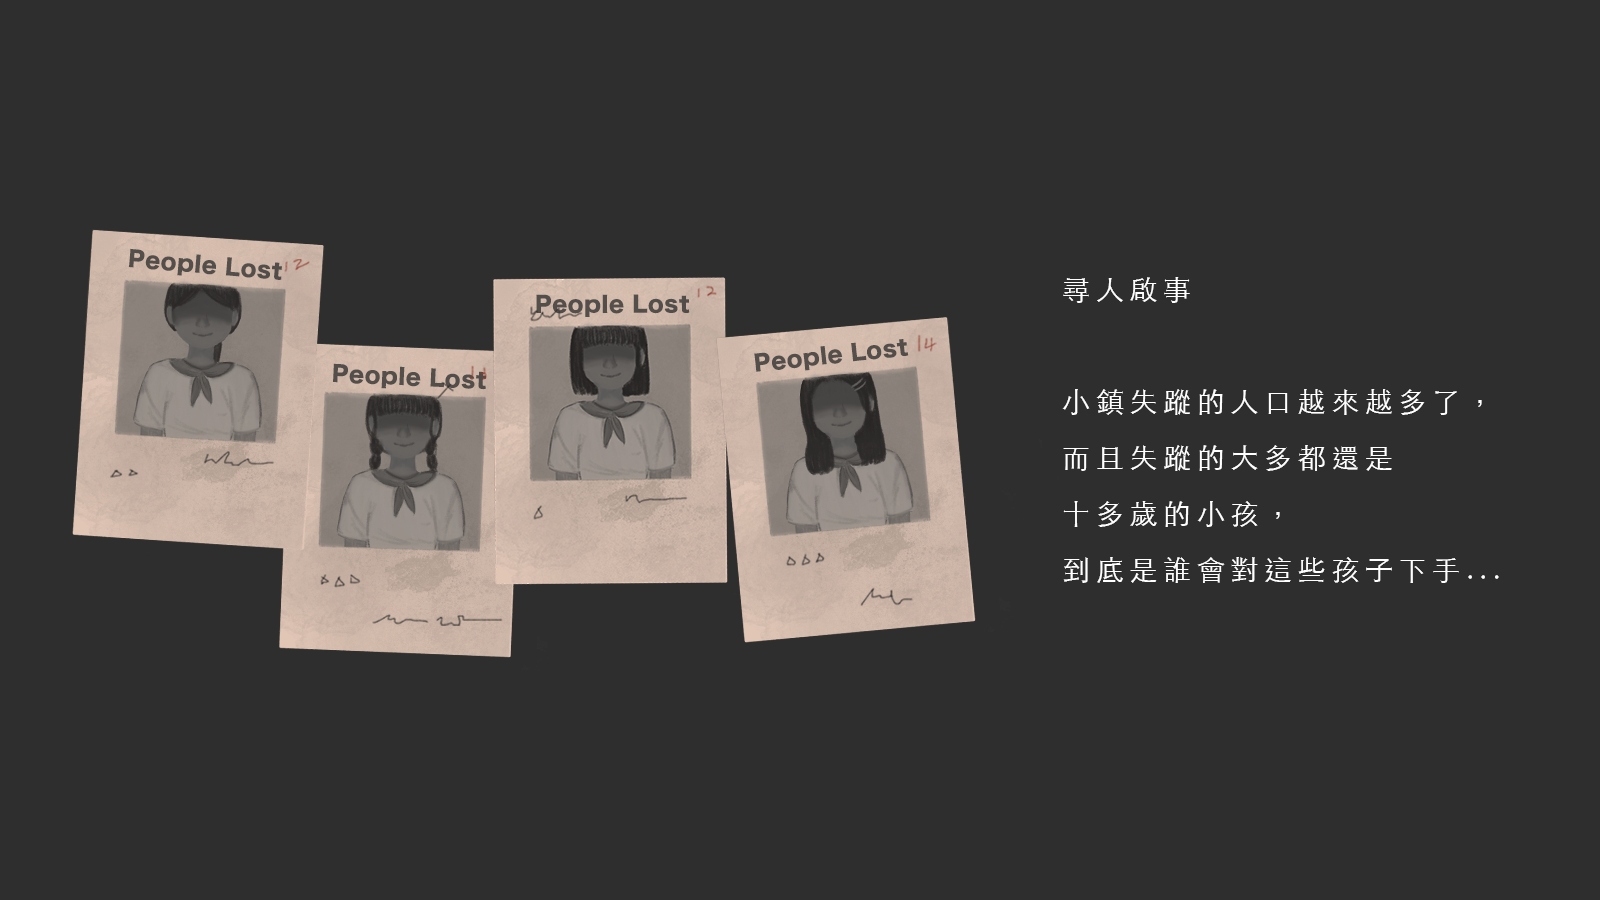 People Lost 12
People Lost 11
People Lost 12
People Lost 14
尋人啟事
小鎮失蹤的人口越來越多了，
而且失蹤的大多都還是
十多歲的小孩，
到底是誰會對這些孩子下手...